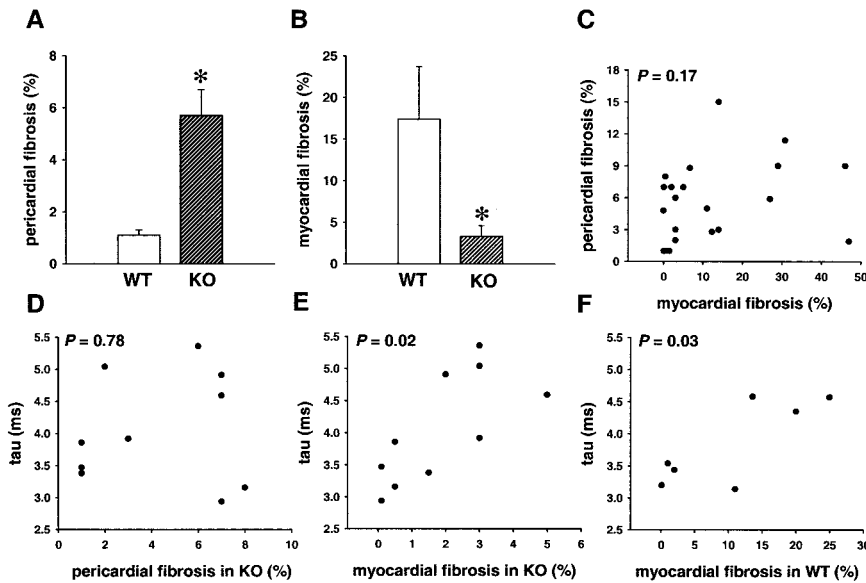 A
pericardial fibrosis (%)
8
6
4
2
0
*
WT KO
B
myocardial fibrosis (%)
25
20
15
10
5
0
*
WT KO
C
P = 0.17
pericardial fibrosis (%)
18
15
12
9
6
3
0
0 10 20 30 40 50
myocardial fibrosis (%)
D
P = 0.78
tau (ms)
5.5
5.0
4.5
4.0
3.5
3.0
2.5
0 2 4 6 8 10
pericardial fibrosis in KO (%)
E
P = 0.02
tau (ms)
5.5
5.0
4.5
4.0
3.5
3.0
2.5
0 1 2 3 4 5 6
myocardial fibrosis in KO (%)
F
P = 0.03
tau (ms)
5.5
5.0
4.5
4.0
3.5
3.0
2.5
0 5 10 15 20 25 30
myocardial fibrosis in WT (%)